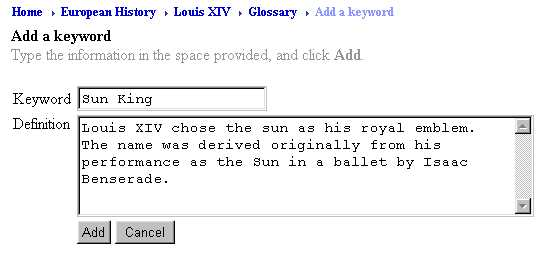 Home › European History › Louis XIV › Glossary › Add a keyword
Add a keyword
Type the information in the space provided, and click Add.
Keyword Sun King
Definition Louis XIV chose the sun as his royal emblem.
The name was derived originally from his
performance as the Sun in a ballet by Isaac
Benserade.
Add Cancel